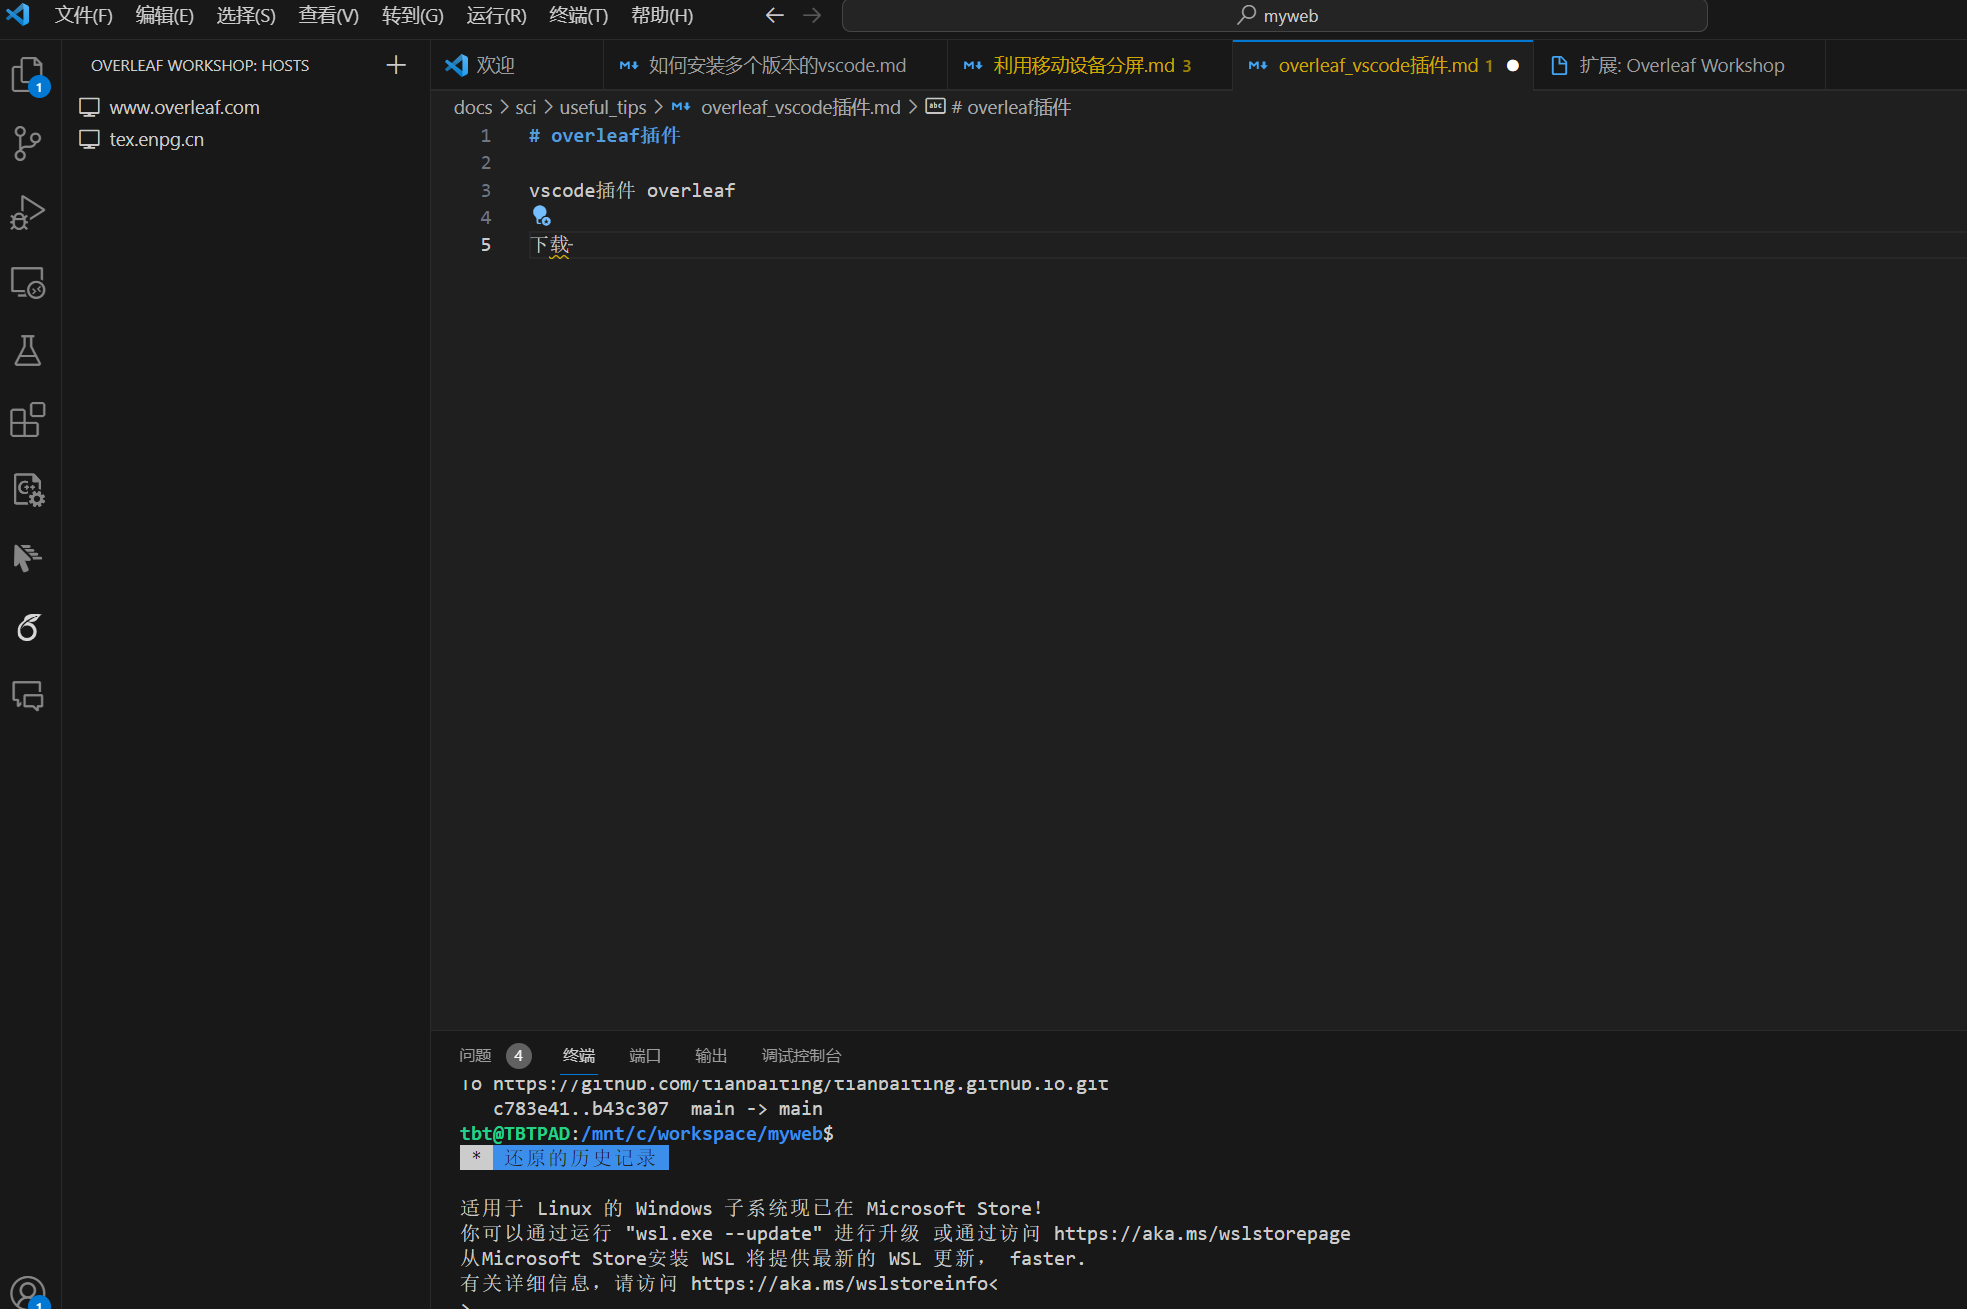 文件(F) 编辑(E) 选择(S) 查看(V) 转到(G) 运行(R) 终端(T) 帮助(H) myweb
OVERLEAF WORKSHOP: HOSTS
www.overleaf.com
tex.enpg.cn
1
欢迎 如何安装多个版本的vscode.md 利用移动设备分屏.md 3 overleaf_vscode插件.md 1 扩展: Overleaf Workshop
docs > sci > useful_tips > overleaf_vscode插件.md > # overleaf插件
1 # overleaf插件
2
3 vscode插件 overleaf
4
5 下载
问题 4 终端 端口 输出 调试控制台
To https://github.com/tianbaiting/tianbaiting.github.io.git
c783e41..b43c307 main -> main
tbt@TBTPAD:/mnt/c/workspace/myweb$
* 还原的历史记录
适用于 Linux 的 Windows 子系统现已在 Microsoft Store!
你可以通过运行 "wsl.exe --update" 进行升级 或通过访问 https://aka.ms/wslstorepage
从Microsoft Store安装 WSL 将提供最新的 WSL 更新， faster.
有关详细信息，请访问 https://aka.ms/wslstoreinfo<
1